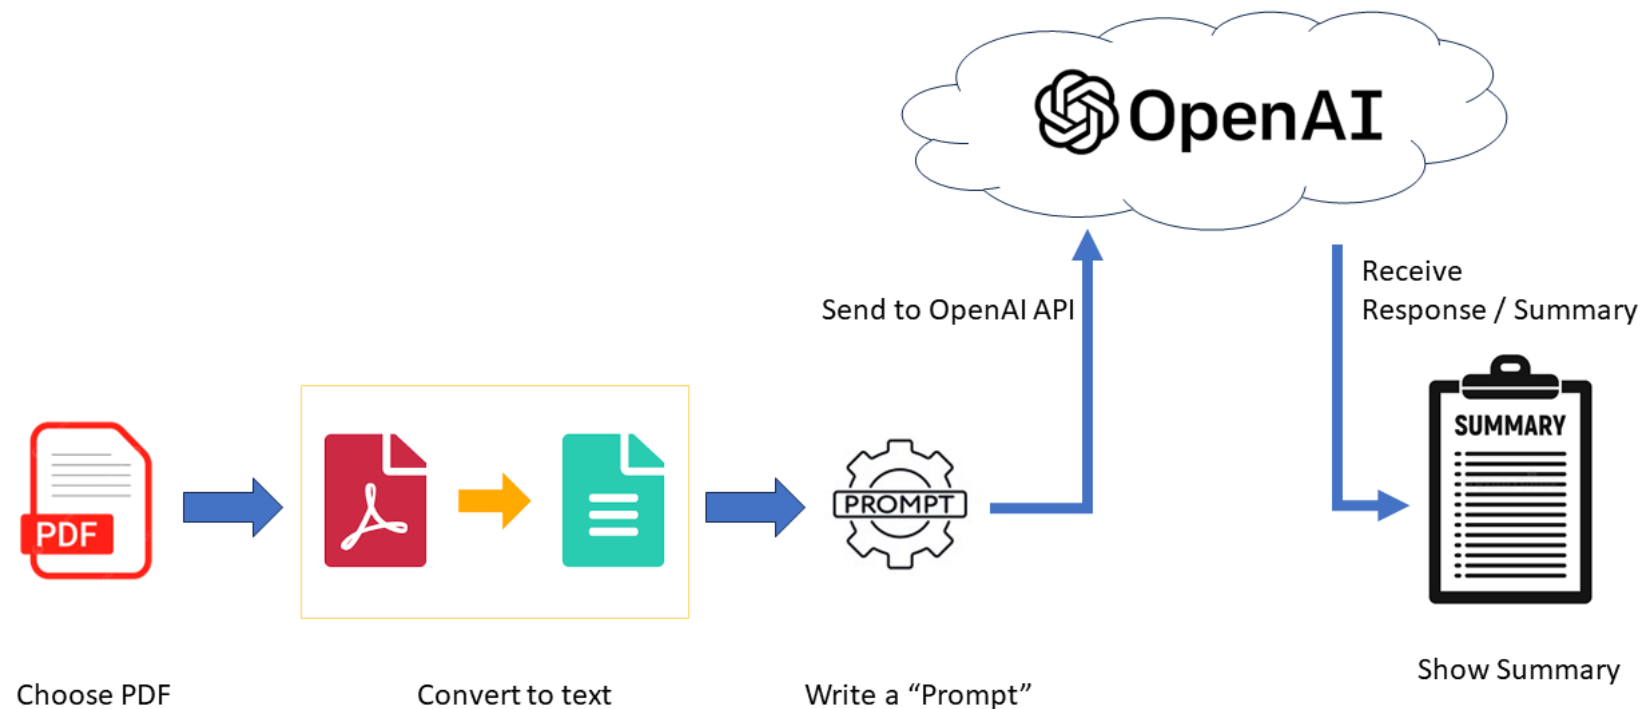 OpenAI
Send to OpenAI API
Receive
Response / Summary
PDF
PROMPT
SUMMARY
Choose PDF
Convert to text
Write a “Prompt”
Show Summary